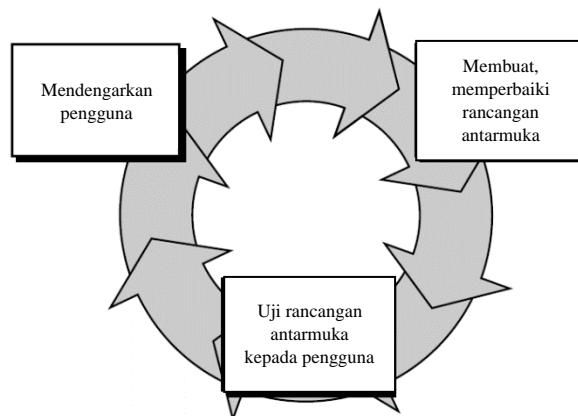 Mendengarkan
pengguna
Membuat,
memperbaiki
rancangan
antarmuka
Uji rancangan
antarmuka
kepada pengguna